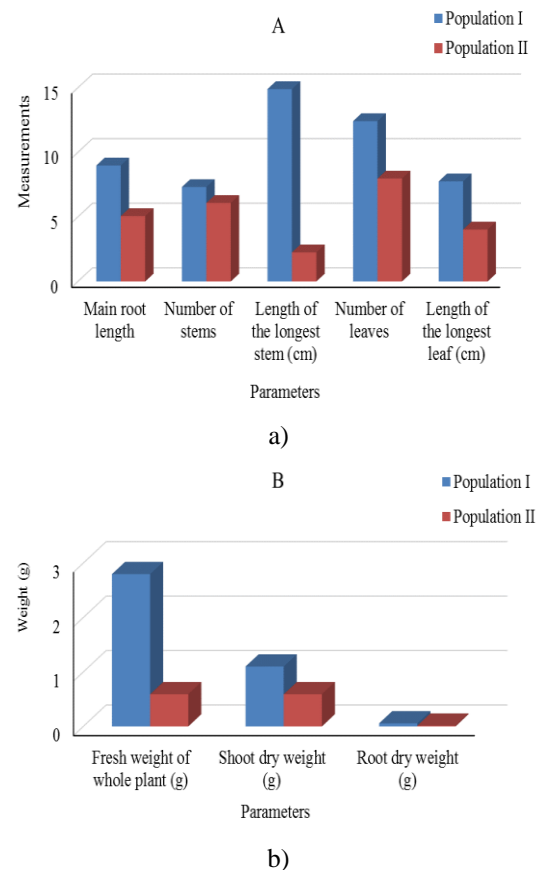 A
Population I
Population II
Measurements
15
10
5
0
Main root length
Number of stems
Length of the longest stem (cm)
Number of leaves
Length of the longest leaf (cm)
Parameters
a)
B
Population I
Population II
Weight (g)
3
2
1
0
Fresh weight of whole plant (g)
Shoot dry weight (g)
Root dry weight (g)
Parameters
b)